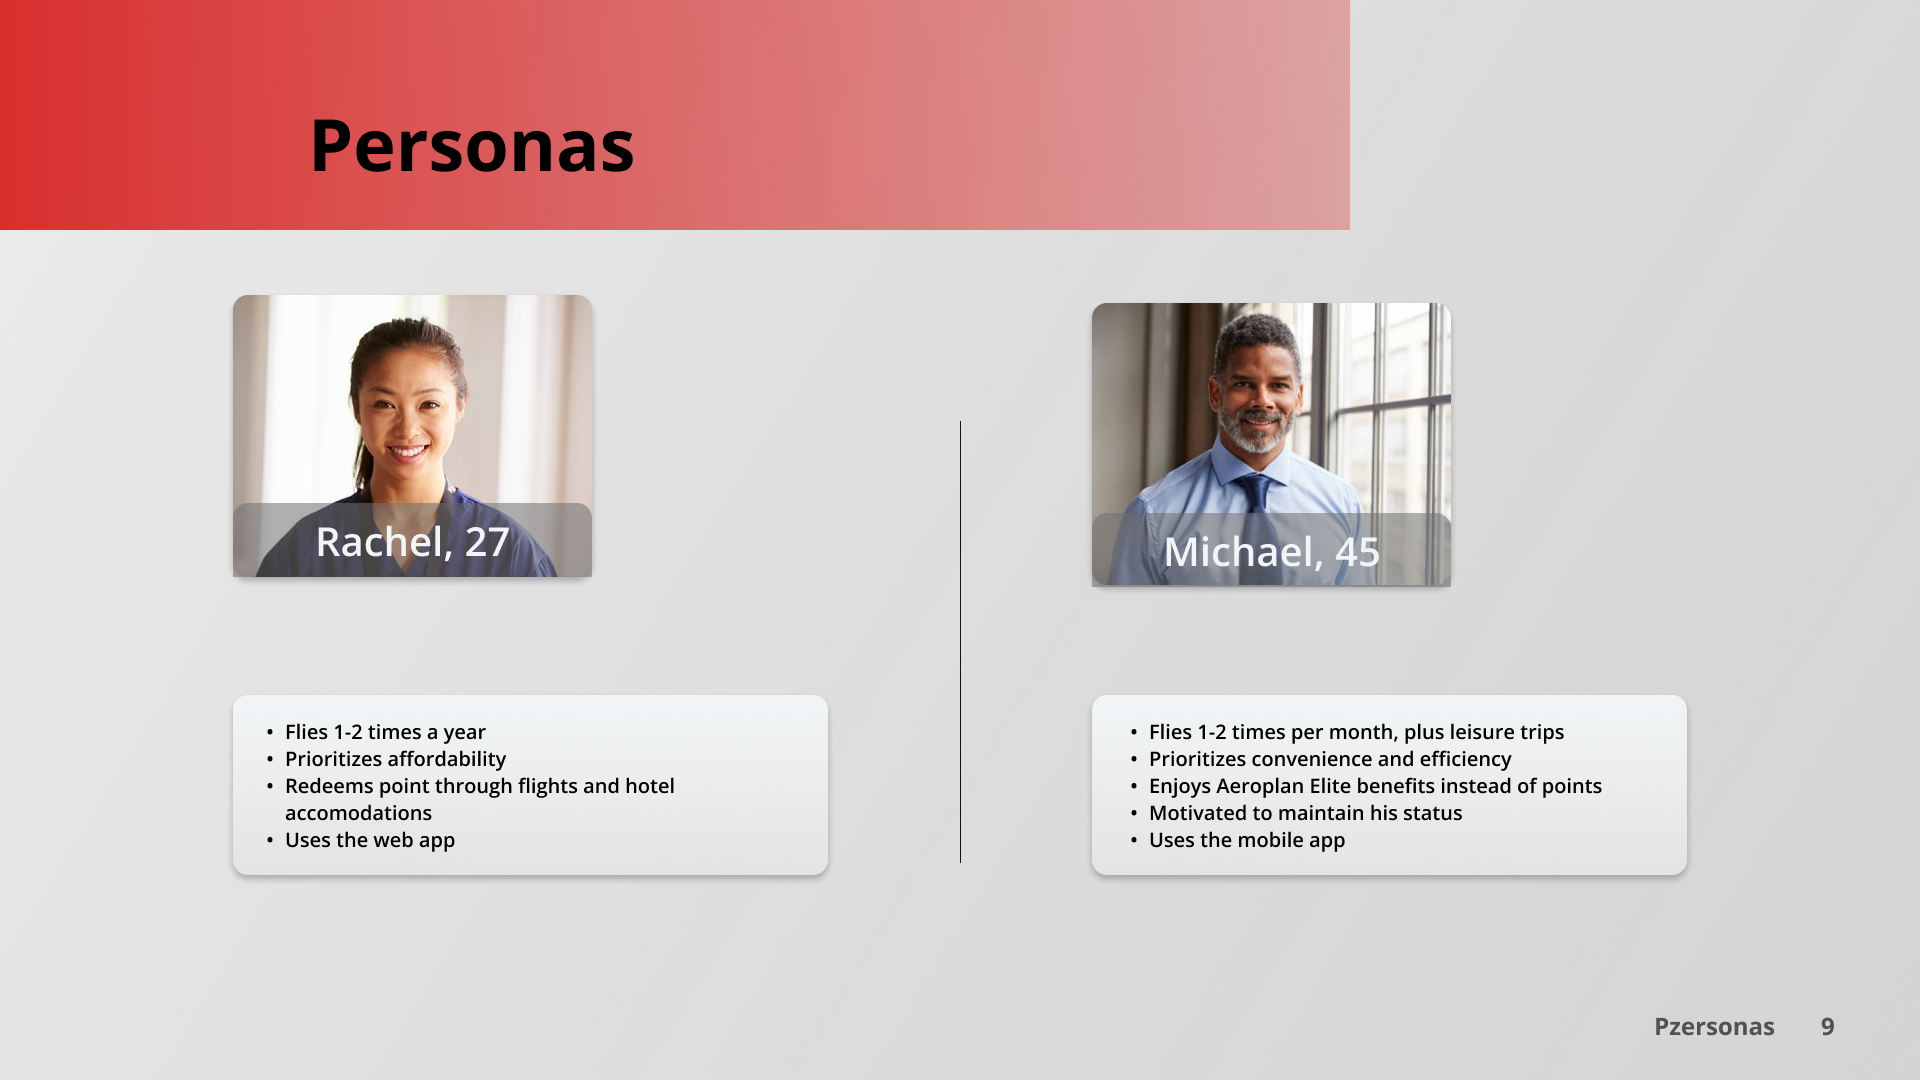 Personas
Rachel, 27
• Flies 1-2 times a year
• Prioritizes affordability
• Redeems point through flights and hotel
accomodations
• Uses the web app
Michael, 45
• Flies 1-2 times per month, plus leisure trips
• Prioritizes convenience and efficiency
• Enjoys Aeroplan Elite benefits instead of points
• Motivated to maintain his status
• Uses the mobile app
Pzersonas 9